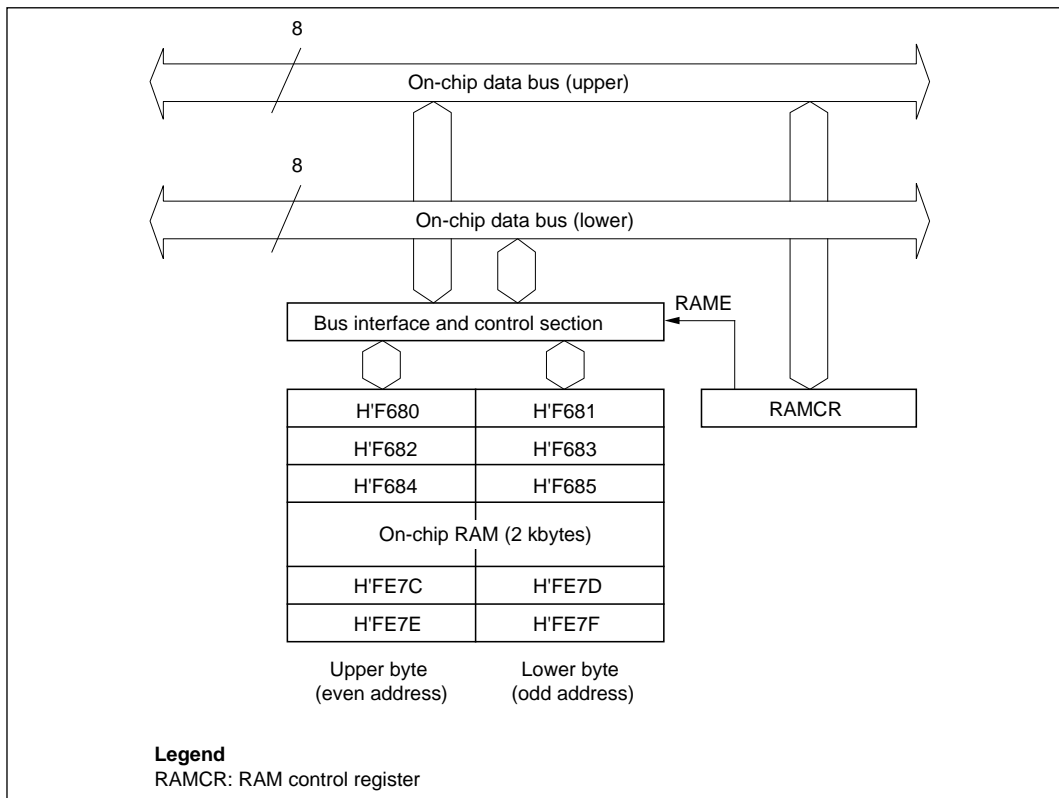 8
On-chip data bus (upper)
8
On-chip data bus (lower)
RAME
Bus interface and control section
H'F680 H'F681 RAMCR
H'F682 H'F683
H'F684 H'F685
On-chip RAM (2 kbytes)
H'FE7C H'FE7D
H'FE7E H'FE7F
Upper byte Lower byte
(even address) (odd address)
Legend
RAMCR: RAM control register